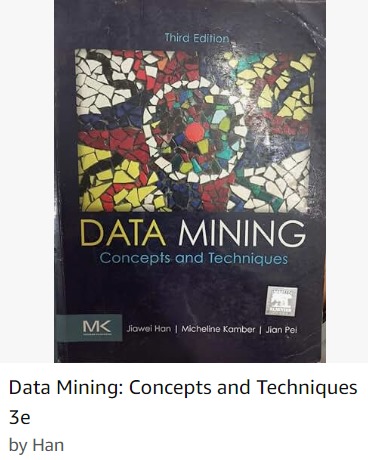 Third Edition
DATA MINING
Concepts and Techniques
MK
Jiawei Han | Micheline Kamber | Jian Pei
Data Mining: Concepts and Techniques
3e
by Han